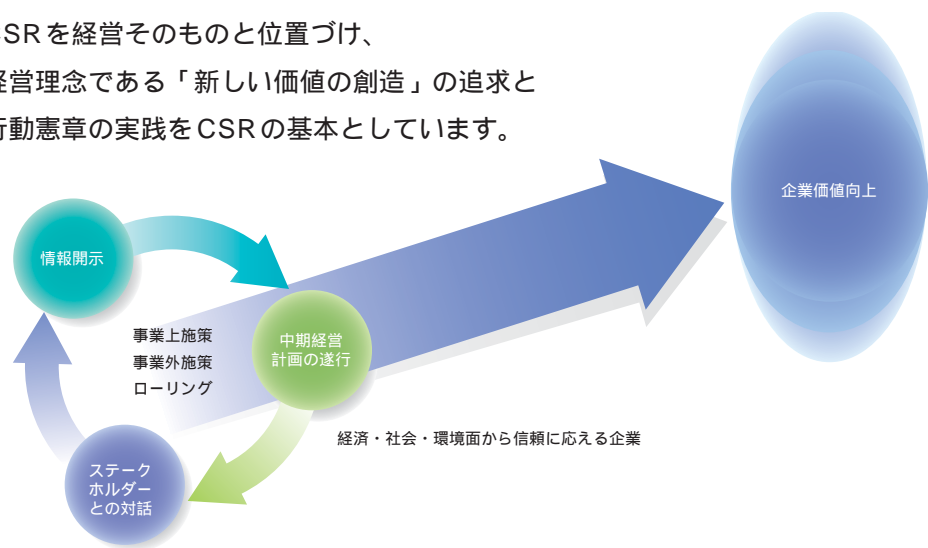 CSRを経営そのものと位置づけ、
経営理念である「新しい価値の創造」の追求と
行動憲章の実践をCSRの基本としています。
企業価値向上
情報開示
事業上施策
事業外施策
ローリング
中期経営
計画の遂行
経済・社会・環境面から信頼に応える企業
ステーク
ホルダー
との対話